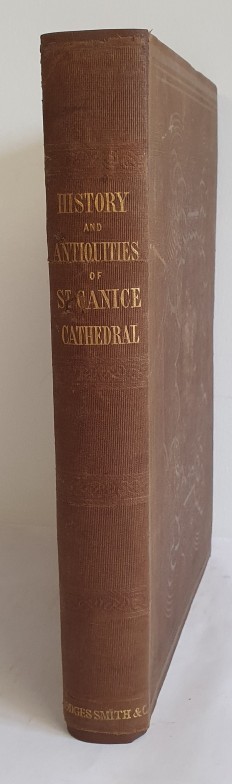 HISTORY
AND
ANTIQUITIES
OF
ST. CANICE
CATHEDRAL
HODGES SMITH & C